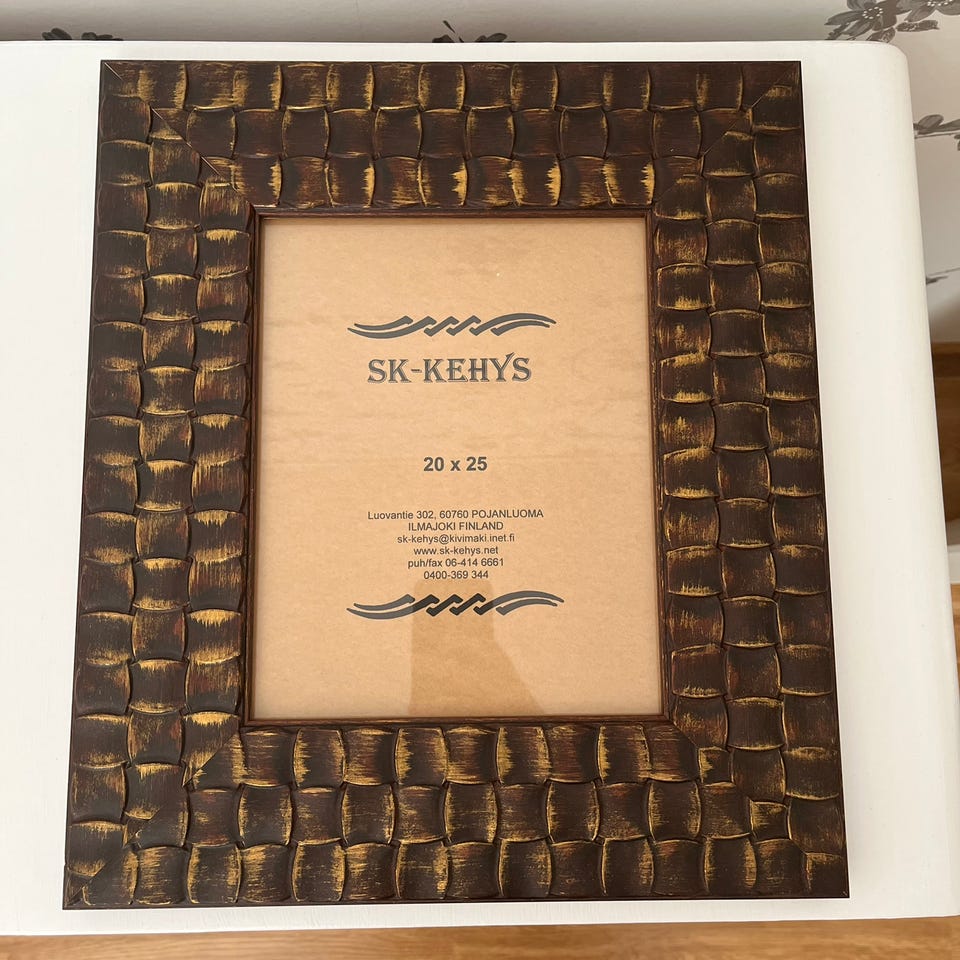 SK-KEHYS
20 x 25
Luovantie 302, 60760 POJANLUOMA
ILMAJOKI FINLAND
sk-kehys@kivimaki.inet.fi
www.sk-kehys.net
puh/fax 06-414 6661
0400-369 344